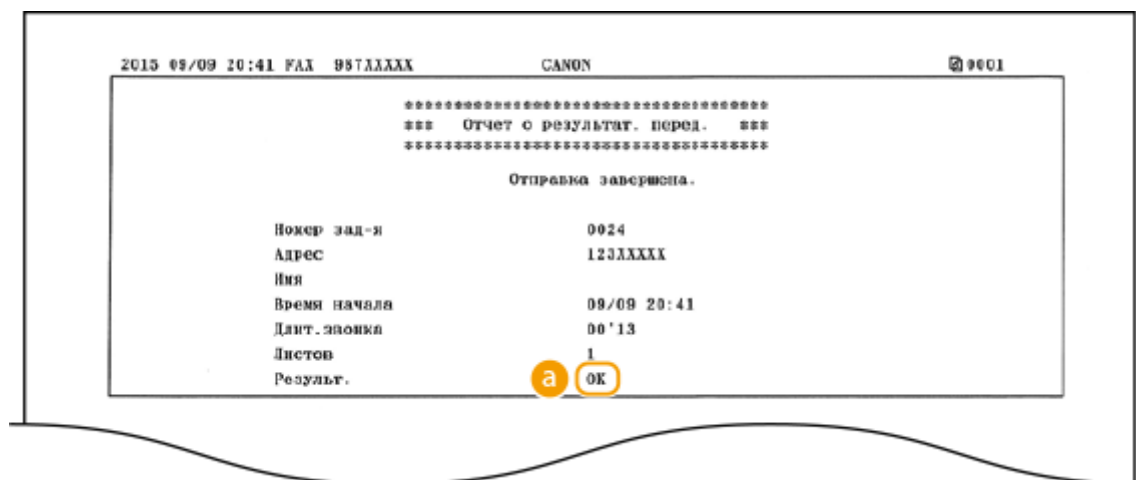 2015 09/09 20:41 FAX 987XXXXX CANON 0001
************************************
*** Отчет о результат. перед. ***
************************************
Отправка завершена.
Номер зад-я 0024
Адрес 123XXXXX
Имя
Время начала 09/09 20:41
Длит.звонка 00'13
Листов 1
Результ. a OK